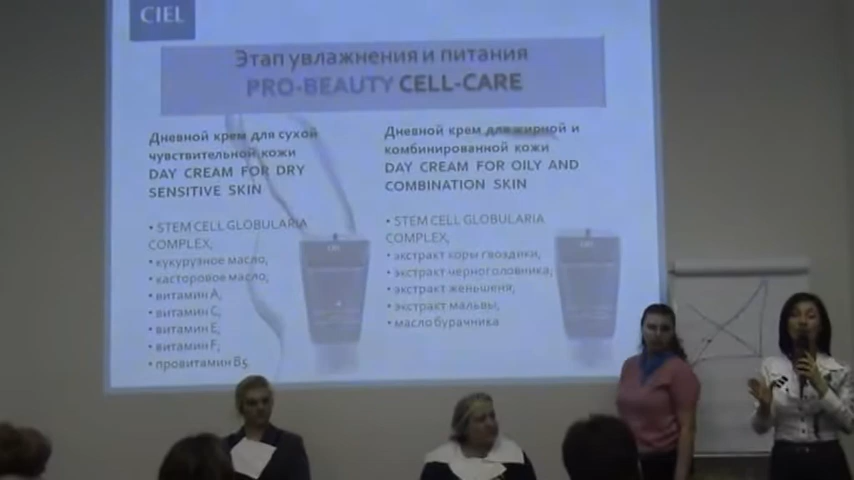 CIEL
Этап увлажнения и питания
PRO-BEAUTY CELL-CARE
Дневной крем для сухой
чувствительной кожи
DAY CREAM FOR DRY
SENSITIVE SKIN
• STEM CELL GLOBULARIA
COMPLEX,
• кукурузное масло,
• касторовое масло,
• витамин А,
• витамин С,
• витамин Е,
• витамин F,
• провитамин В5.
Дневной крем для жирной и
комбинированной кожи
DAY CREAM FOR OILY AND
COMBINATION SKIN
• STEM CELL GLOBULARIA
COMPLEX,
• экстракт коры гвоздики,
• экстракт черноголовника,
• экстракт женьшеня,
• экстракт мальвы,
• масло бурачника
CIEL
CIEL